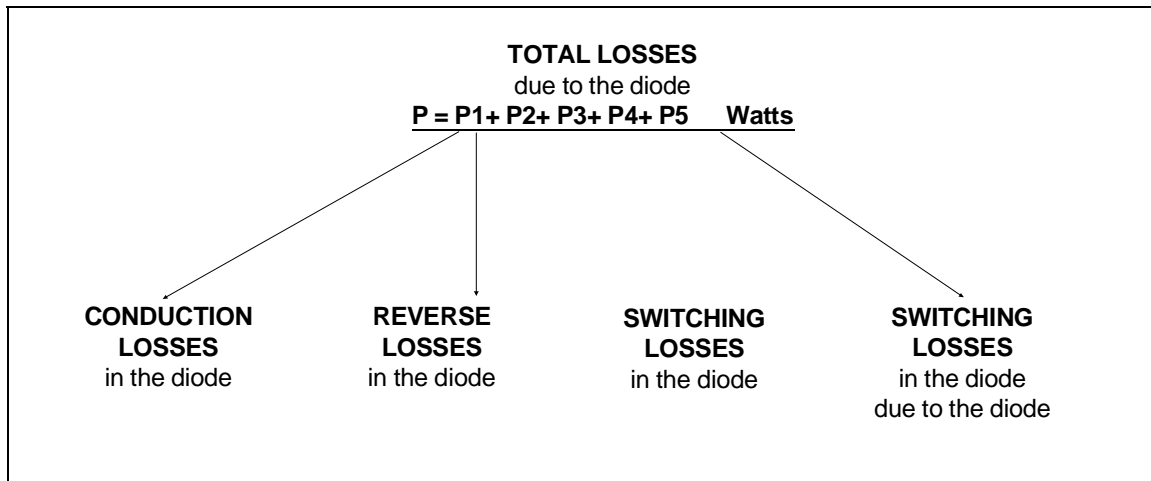 TOTAL LOSSES
due to the diode
P = P1+ P2+ P3+ P4+ P5 Watts
CONDUCTION
LOSSES
in the diode
REVERSE
LOSSES
in the diode
SWITCHING
LOSSES
in the diode
SWITCHING
LOSSES
in the diode
due to the diode